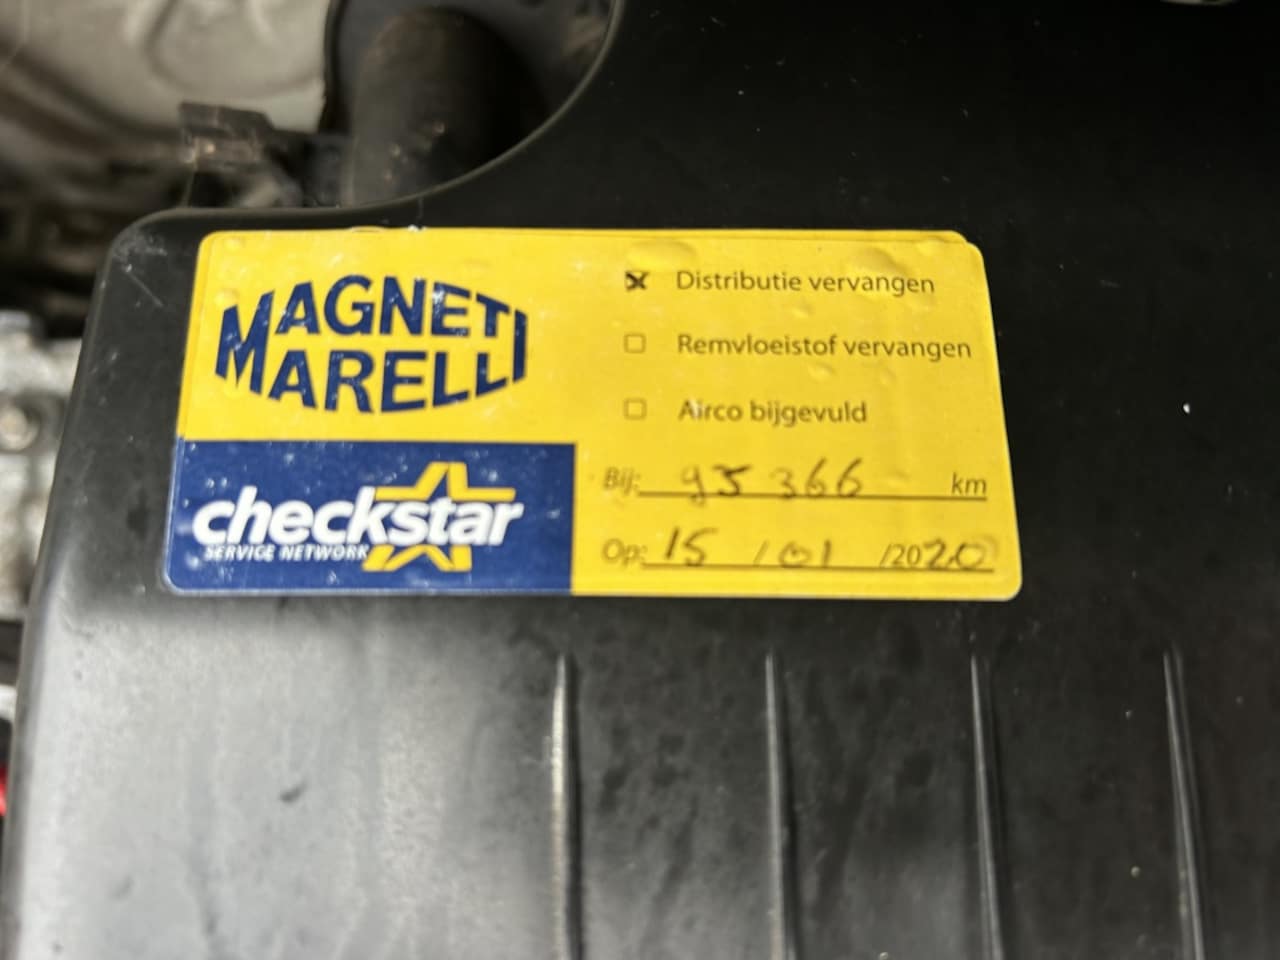 MAGNETI
MARELLI
checkstar
SERVICE NETWORK
Distributie vervangen
Remvloeistof vervangen
Airco bijgevuld
Bij: 95 366 km
Op: 15 / 01 /2020